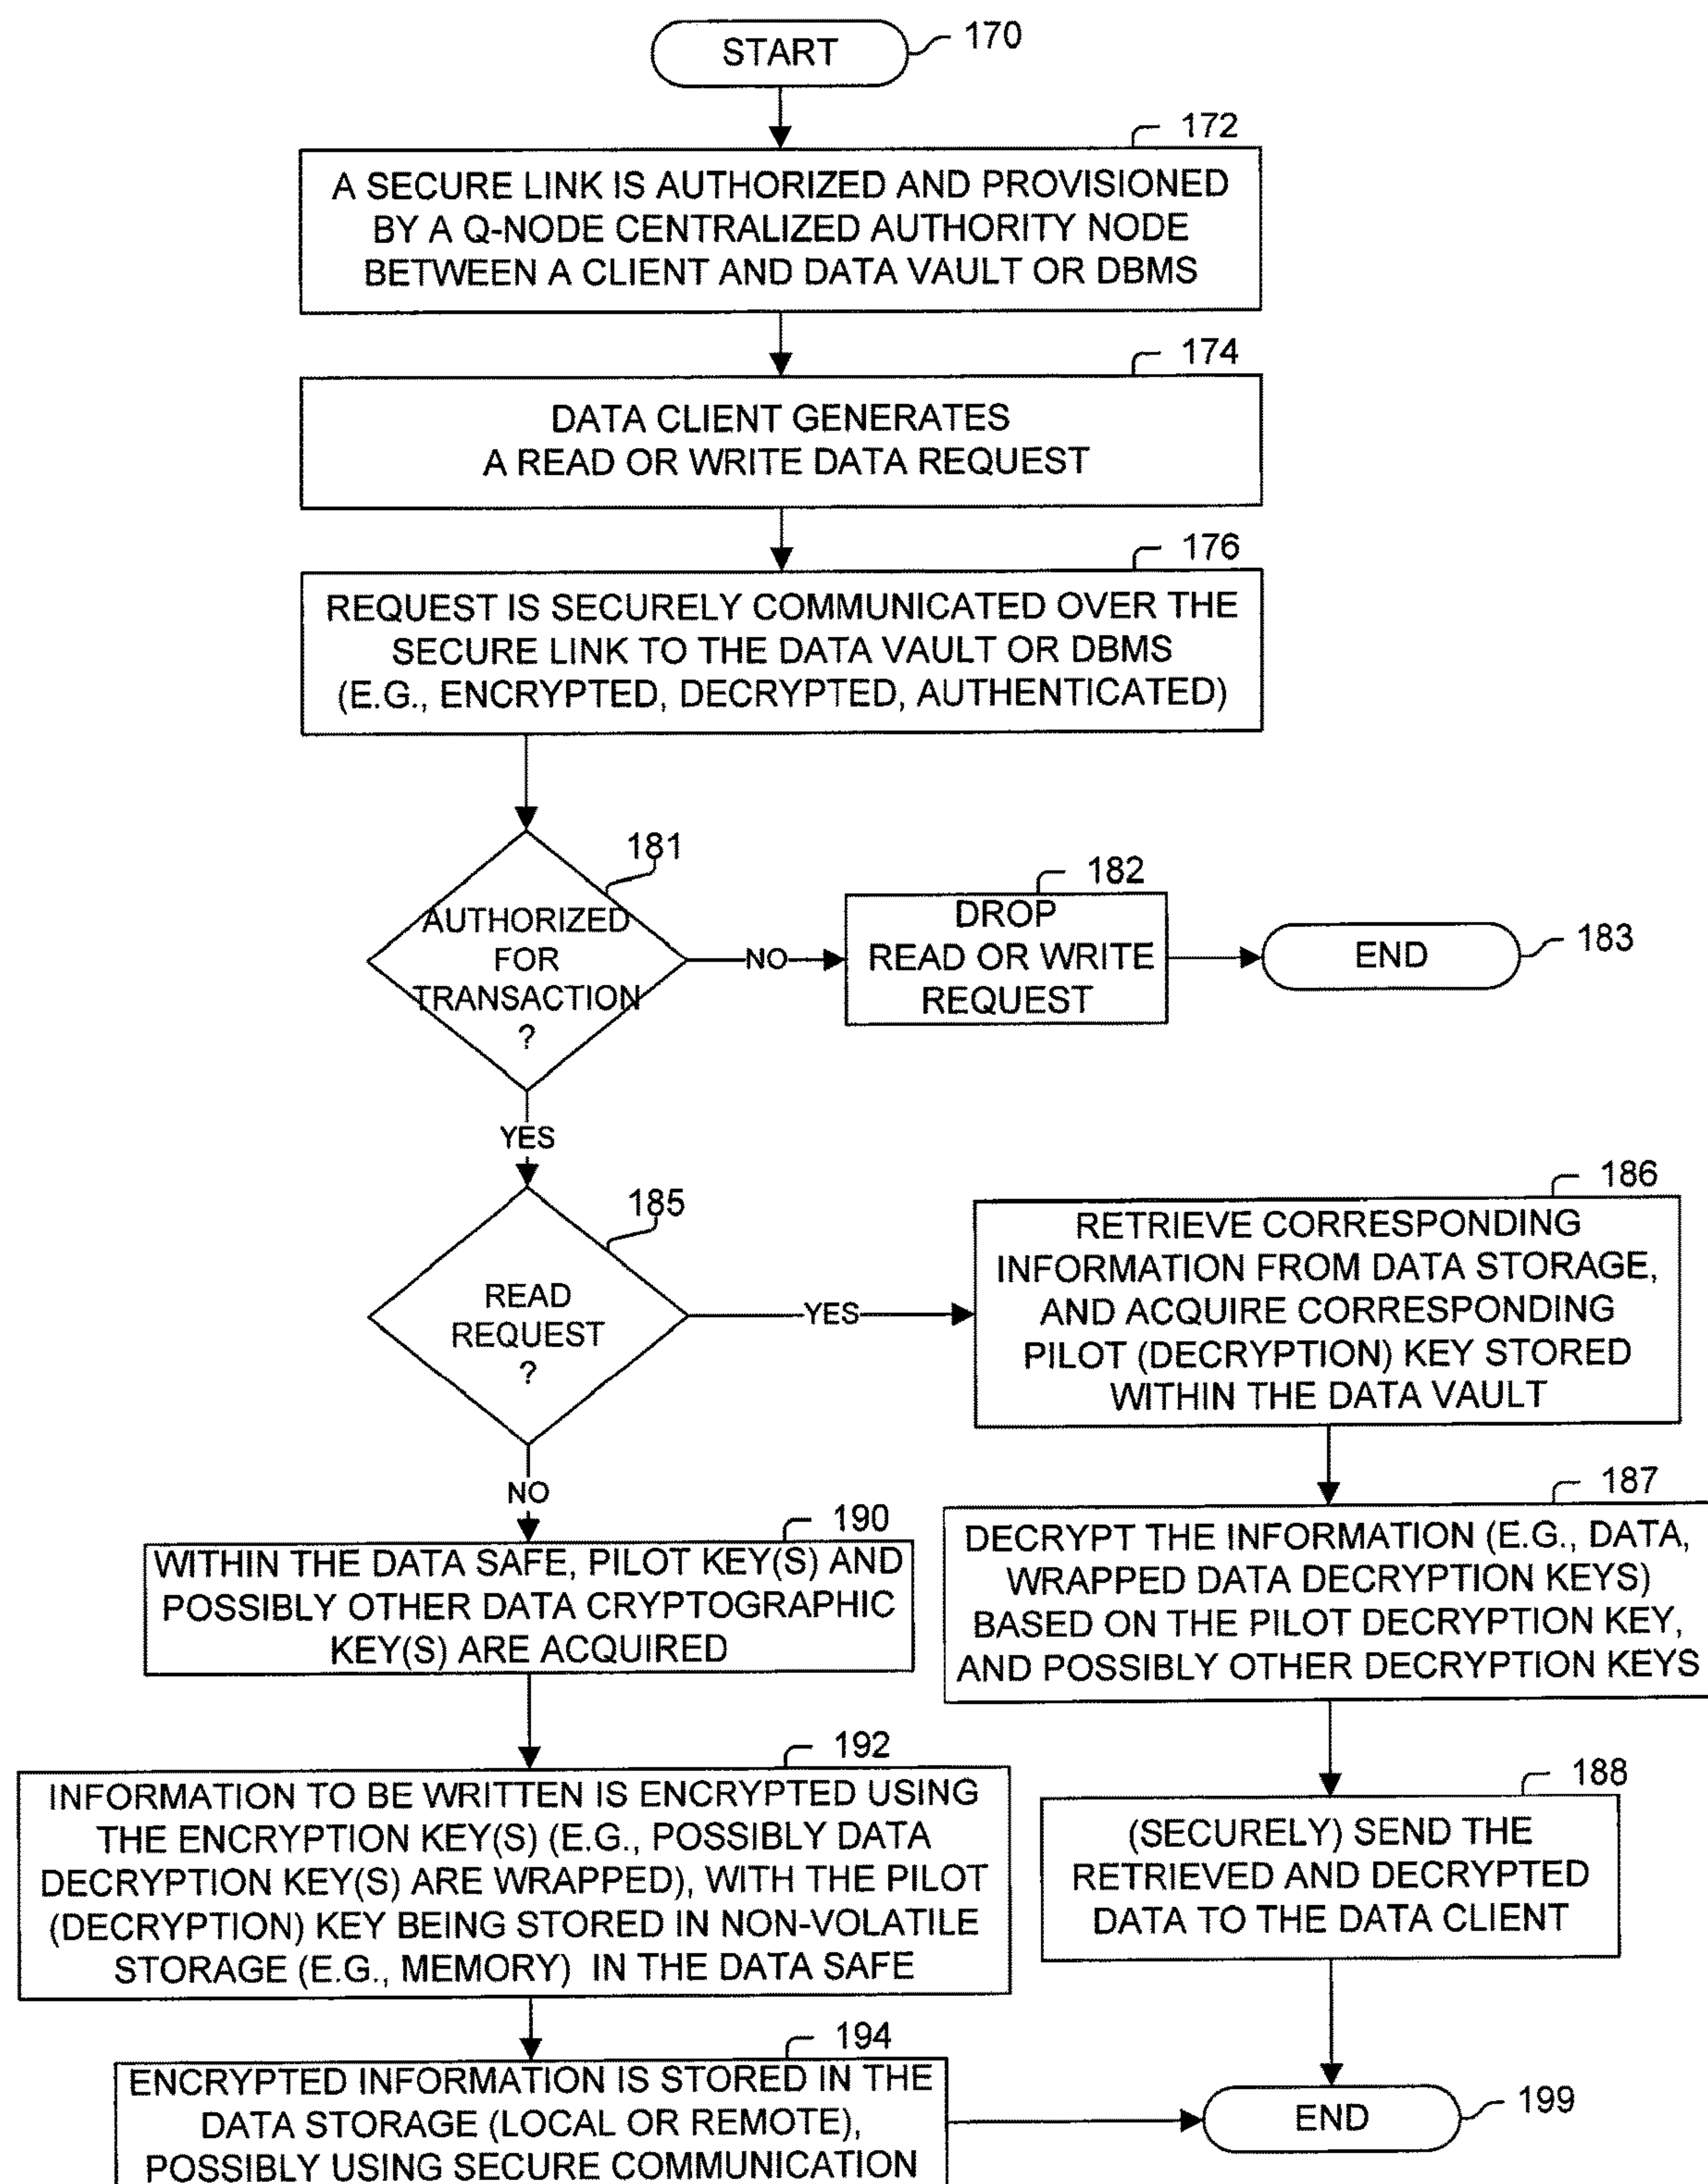 START
170
172
A SECURE LINK IS AUTHORIZED AND PROVISIONED
BY A Q-NODE CENTRALIZED AUTHORITY NODE
BETWEEN A CLIENT AND DATA VAULT OR DBMS
174
DATA CLIENT GENERATES
A READ OR WRITE DATA REQUEST
176
REQUEST IS SECURELY COMMUNICATED OVER THE
SECURE LINK TO THE DATA VAULT OR DBMS
(E.G., ENCRYPTED, DECRYPTED, AUTHENTICATED)
181
AUTHORIZED
FOR
TRANSACTION
?
NO
182
DROP
READ OR WRITE
REQUEST
END
183
YES
185
READ
REQUEST
?
YES
186
RETRIEVE CORRESPONDING
INFORMATION FROM DATA STORAGE,
AND ACQUIRE CORRESPONDING
PILOT (DECRYPTION) KEY STORED
WITHIN THE DATA VAULT
NO
187
DECRYPT THE INFORMATION (E.G., DATA,
WRAPPED DATA DECRYPTION KEYS)
BASED ON THE PILOT DECRYPTION KEY,
AND POSSIBLY OTHER DECRYPTION KEYS
190
WITHIN THE DATA SAFE, PILOT KEY(S) AND
POSSIBLY OTHER DATA CRYPTOGRAPHIC
KEY(S) ARE ACQUIRED
192
INFORMATION TO BE WRITTEN IS ENCRYPTED USING
THE ENCRYPTION KEY(S) (E.G., POSSIBLY DATA
DECRYPTION KEY(S) ARE WRAPPED), WITH THE PILOT
(DECRYPTION) KEY BEING STORED IN NON-VOLATILE
STORAGE (E.G., MEMORY) IN THE DATA SAFE
188
(SECURELY) SEND THE
RETRIEVED AND DECRYPTED
DATA TO THE DATA CLIENT
194
ENCRYPTED INFORMATION IS STORED IN THE
DATA STORAGE (LOCAL OR REMOTE),
POSSIBLY USING SECURE COMMUNICATION
END
199